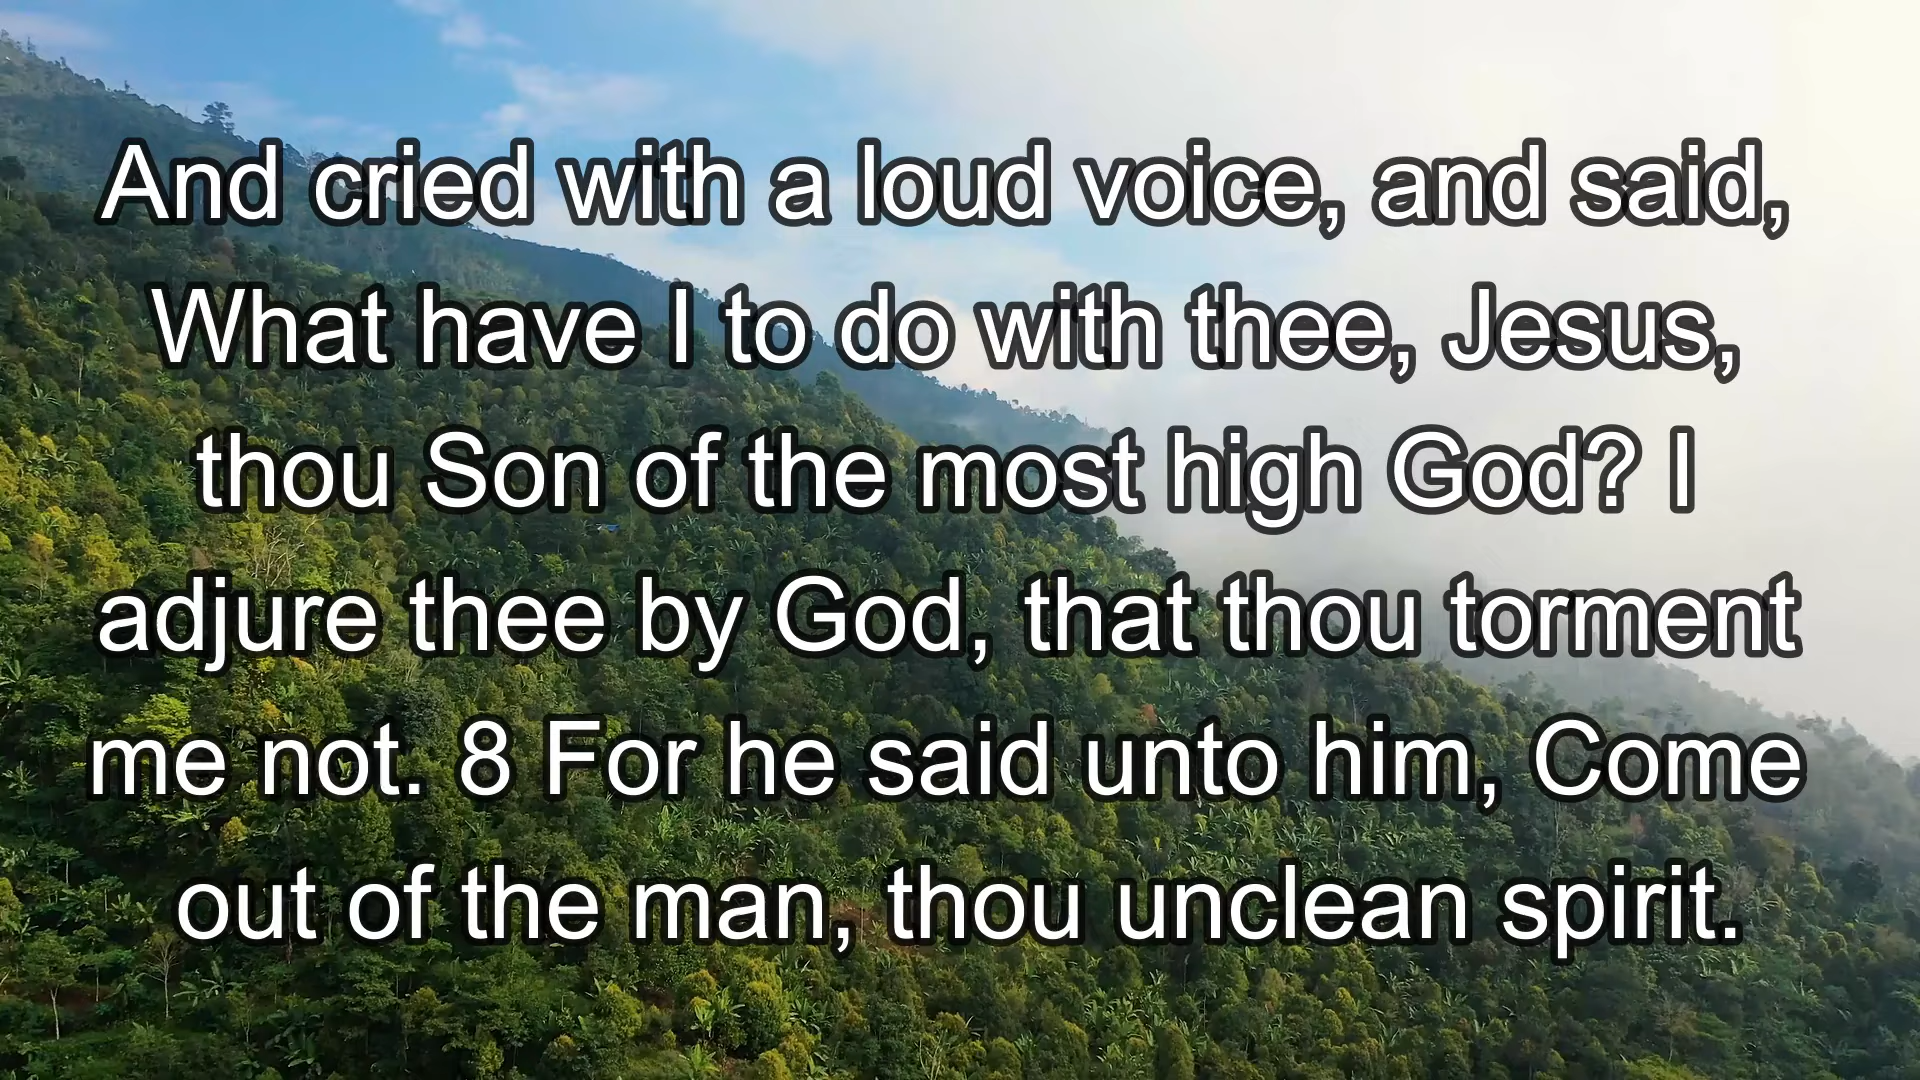 And cried with a loud voice, and said,
What have I to do with thee, Jesus,
thou Son of the most high God? I
adjure thee by God, that thou torment
me not. 8 For he said unto him, Come
out of the man, thou unclean spirit.